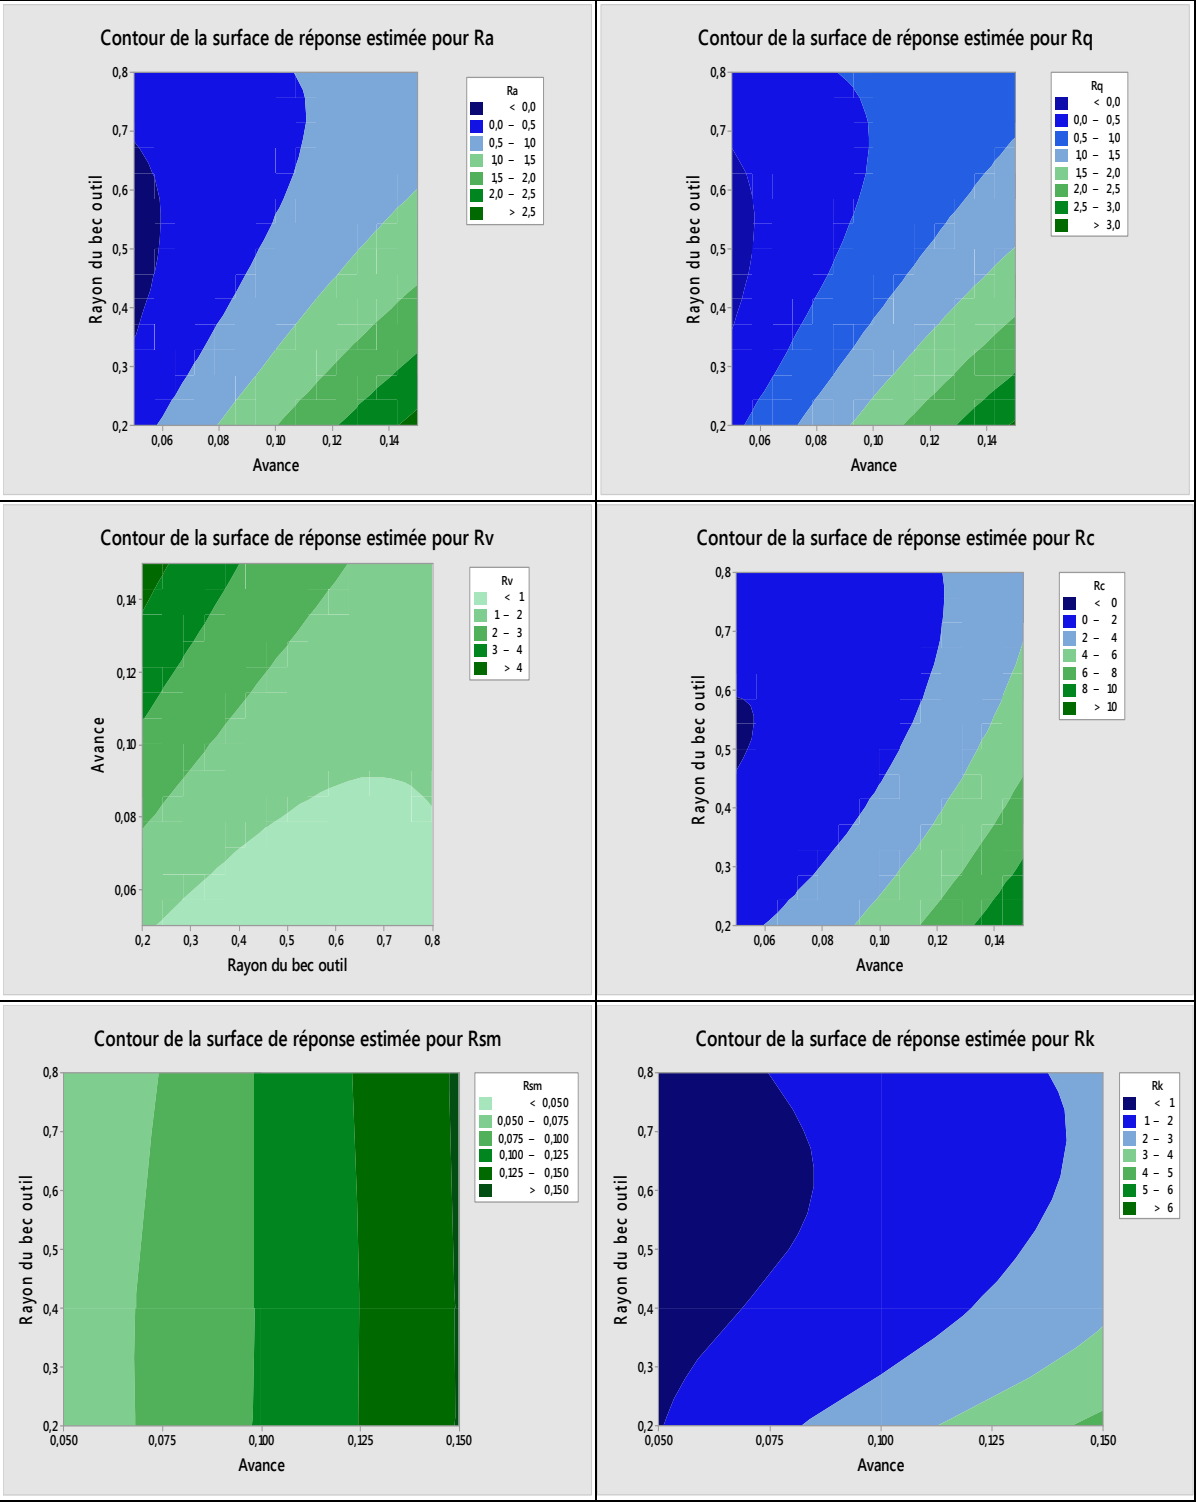 Contour de la surface de réponse estimée pour Ra
Ra
< 0,0
0,0 – 0,5
0,5 – 1,0
1,0 – 1,5
1,5 – 2,0
2,0 – 2,5
> 2,5
Rayon du bec outil
0,8
0,7
0,6
0,5
0,4
0,3
0,2
0,06 0,08 0,10 0,12 0,14
Avance
Contour de la surface de réponse estimée pour Rq
Rq
< 0,0
0,0 – 0,5
0,5 – 1,0
1,0 – 1,5
1,5 – 2,0
2,0 – 2,5
2,5 – 3,0
> 3,0
Rayon du bec outil
0,8
0,7
0,6
0,5
0,4
0,3
0,2
0,06 0,08 0,10 0,12 0,14
Avance
Contour de la surface de réponse estimée pour Rv
Rv
< 1
1 – 2
2 – 3
3 – 4
> 4
Avance
0,14
0,12
0,10
0,08
0,06
0,2 0,3 0,4 0,5 0,6 0,7 0,8
Rayon du bec outil
Contour de la surface de réponse estimée pour Rc
Rc
< 0
0 – 2
2 – 4
4 – 6
6 – 8
8 – 10
> 10
Rayon du bec outil
0,8
0,7
0,6
0,5
0,4
0,3
0,2
0,06 0,08 0,10 0,12 0,14
Avance
Contour de la surface de réponse estimée pour Rsm
Rsm
< 0,050
0,050 – 0,075
0,075 – 0,100
0,100 – 0,125
0,125 – 0,150
> 0,150
Rayon du bec outil
0,8
0,7
0,6
0,5
0,4
0,3
0,2
0,050 0,075 0,100 0,125 0,150
Avance
Contour de la surface de réponse estimée pour Rk
Rk
< 1
1 – 2
2 – 3
3 – 4
4 – 5
5 – 6
> 6
Rayon du bec outil
0,8
0,7
0,6
0,5
0,4
0,3
0,2
0,050 0,075 0,100 0,125 0,150
Avance